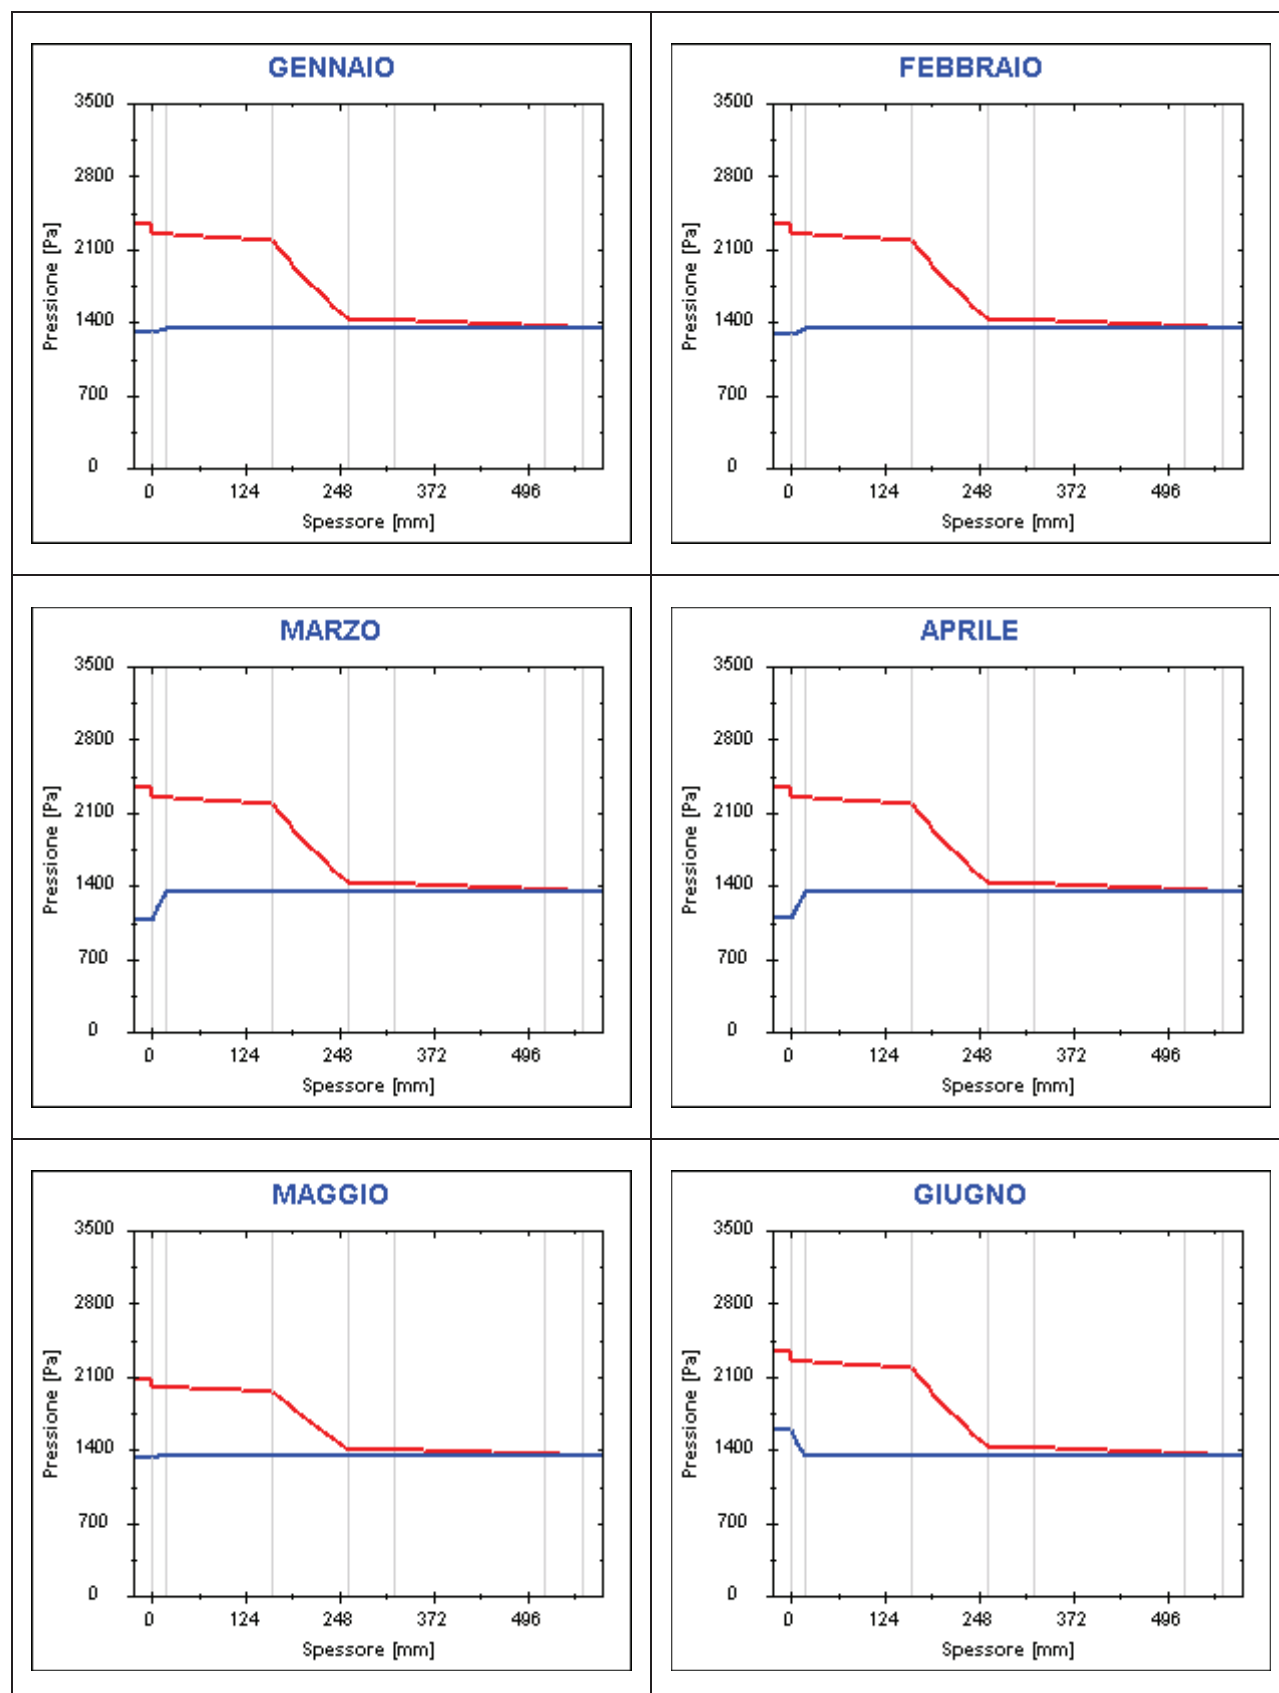 GENNAIO
3500
2800
2100
1400
700
0
Pressione [Pa]
0 124 248 372 496
Spessore [mm]
FEBBRAIO
3500
2800
2100
1400
700
0
Pressione [Pa]
0 124 248 372 496
Spessore [mm]
MARZO
3500
2800
2100
1400
700
0
Pressione [Pa]
0 124 248 372 496
Spessore [mm]
APRILE
3500
2800
2100
1400
700
0
Pressione [Pa]
0 124 248 372 496
Spessore [mm]
MAGGIO
3500
2800
2100
1400
700
0
Pressione [Pa]
0 124 248 372 496
Spessore [mm]
GIUGNO
3500
2800
2100
1400
700
0
Pressione [Pa]
0 124 248 372 496
Spessore [mm]